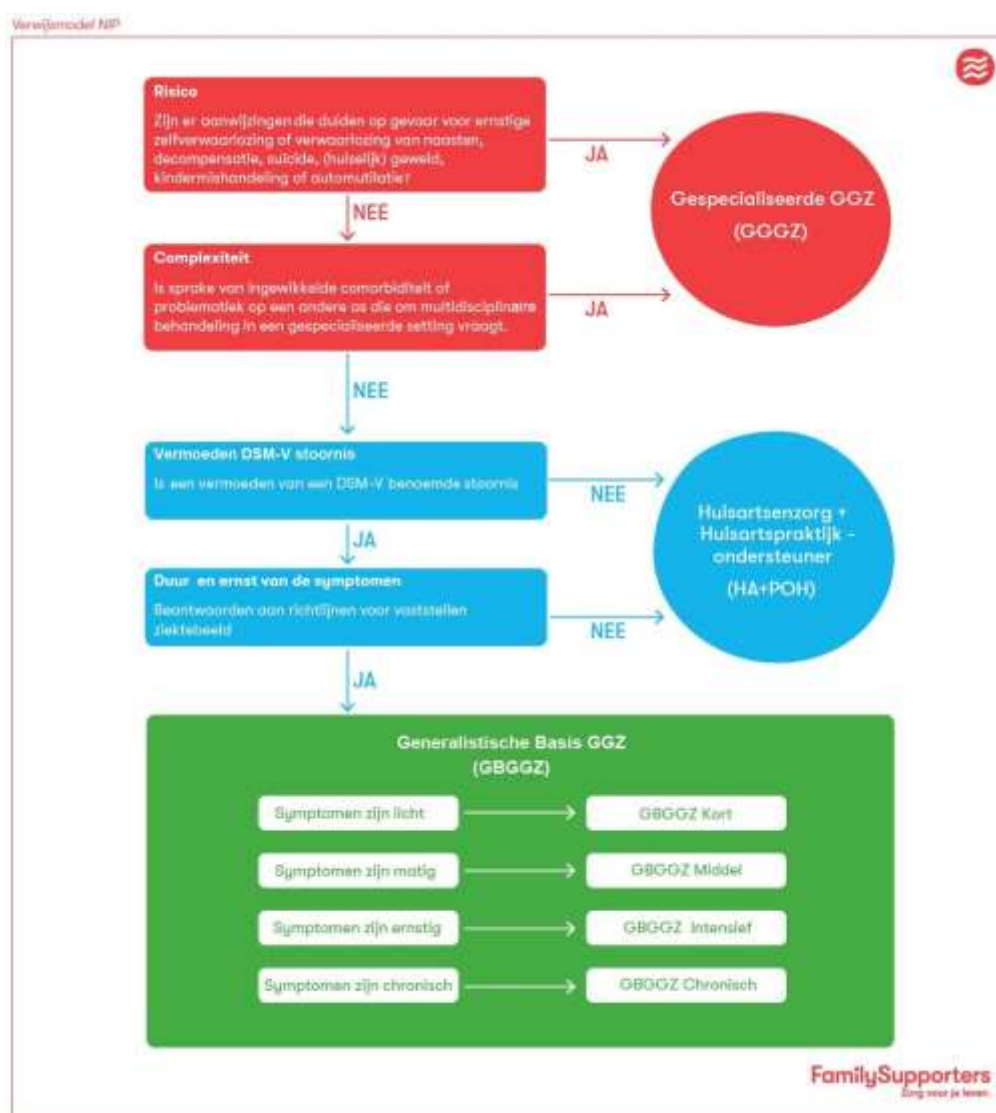 Verwijsmodel NIP
Risico
Zijn er aanwijzingen die duiden op gevaar voor ernstige
zelfverwaarlozing of verwaarlozing van naasten,
decompensatie, suïcide, (huiselijk) geweld,
kindermishandeling of automutilatie?
JA
Gespecialiseerde GGZ
(GGGZ)
NEE
Complexiteit
Is sprake van ingewikkelde comorbiditeit of
problematiek op een andere as die om multidisciplinaire
behandeling in een gespecialiseerde setting vraagt.
JA
NEE
Vermoeden DSM-V stoornis
Is een vermoeden van een DSM-V benoemde stoornis
NEE
Huisartsenzorg +
Huisartspraktijk -
ondersteuner
(HA+POH)
JA
Duur en ernst van de symptomen
Beantwoorden aan richtlijnen voor vaststellen
ziektebeeld
NEE
JA
Generalistische Basis GGZ
(GBGGZ)
Symptomen zijn licht
GBGGZ Kort
Symptomen zijn matig
GBGGZ Middel
Symptomen zijn ernstig
GBGGZ Intensief
Symptomen zijn chronisch
GBGGZ Chronisch
FamilySupporters
Zorg voor je leven.